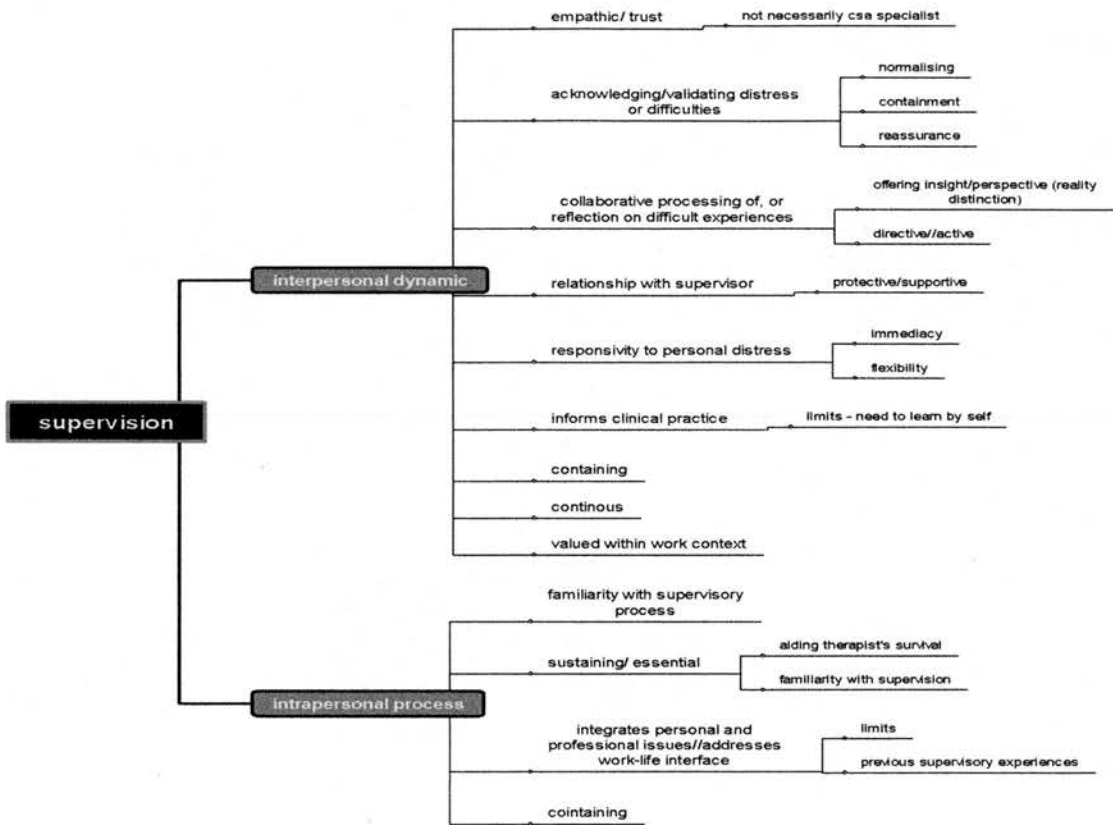 supervision
interpersonal dynamic
empathic/ trust
not necessarily csa specialist
acknowledging/validating distress
or difficulties
normalising
containment
reassurance
collaborative processing of, or
reflection on difficult experiences
offering insight/perspective (reality
distinction)
directive//active
relationship with supervisor
protective/supportive
responsivity to personal distress
immediacy
flexibility
informs clinical practice
limits - need to learn by self
containing
continous
valued within work context
intrapersonal process
familiarity with supervisory
process
sustaining/ essential
aiding therapist's survival
familiarity with supervision
integrates personal and
professional issues//addresses
work-life interface
limits
previous supervisory experiences
cointaining